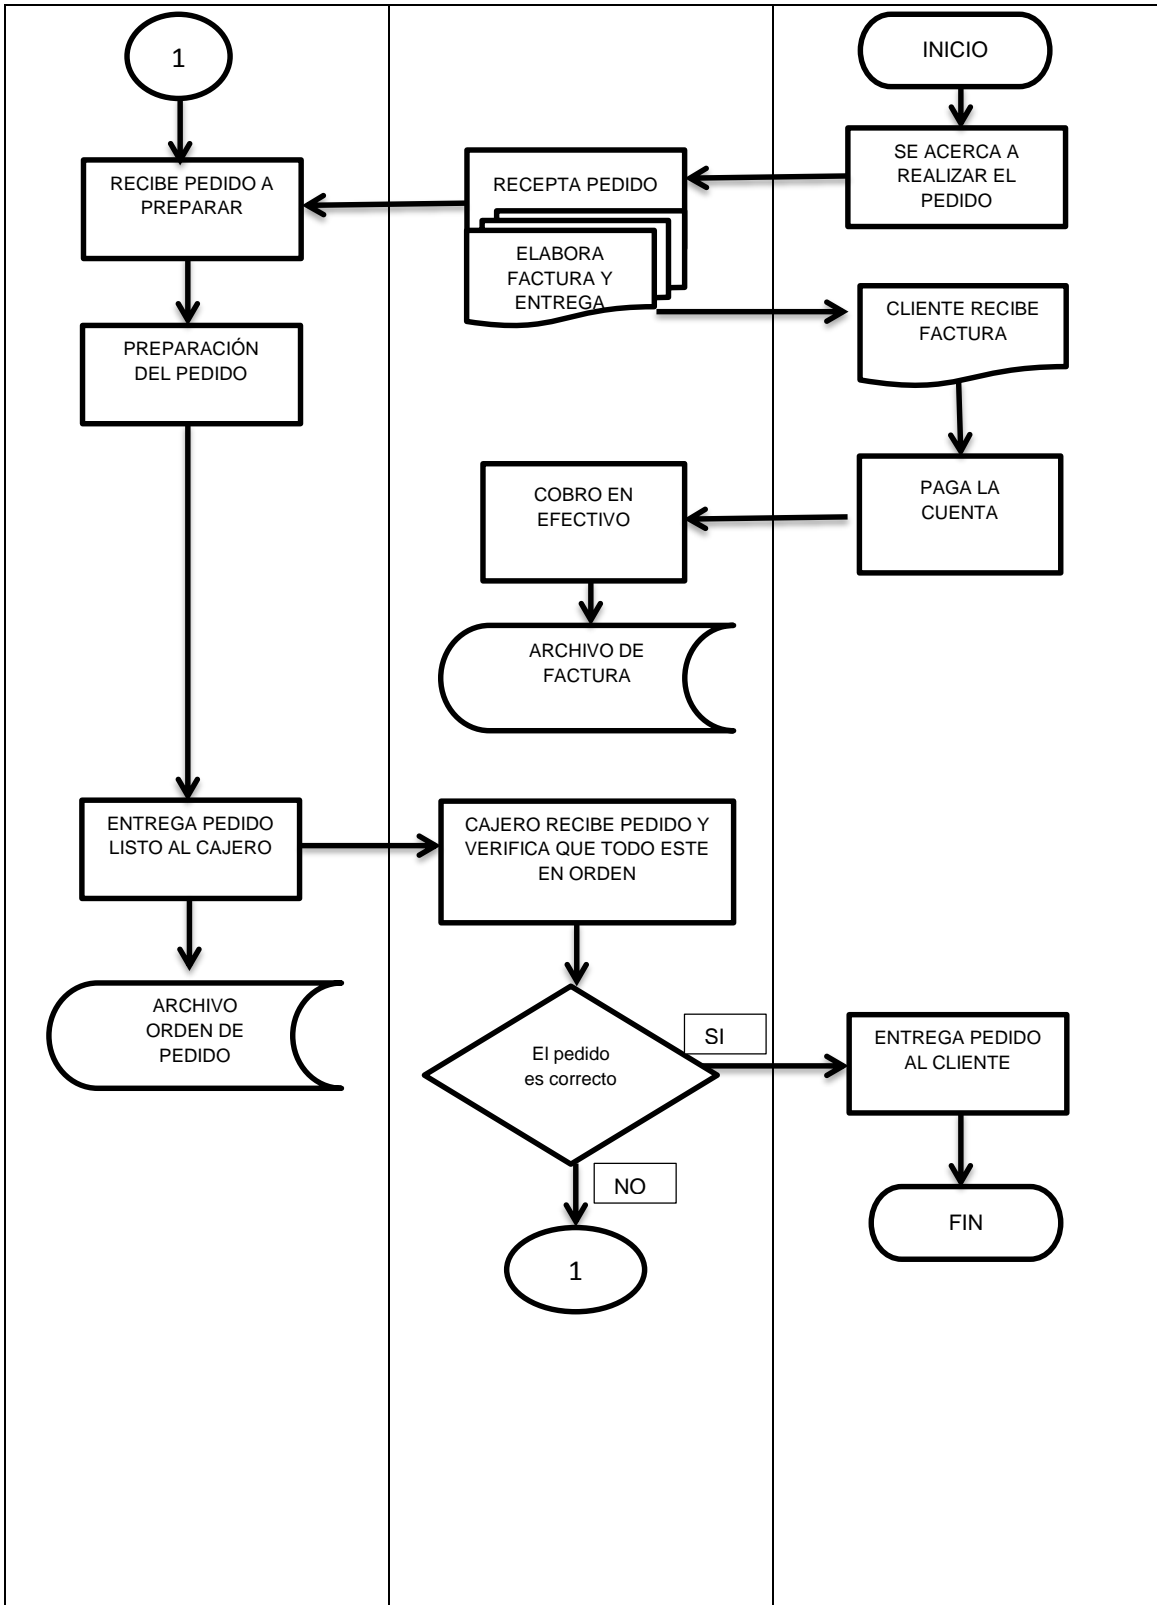 1
INICIO
SE ACERCA A
REALIZAR EL
PEDIDO
RECEPTA PEDIDO
RECIBE PEDIDO A
PREPARAR
ELABORA
FACTURA Y
ENTREGA
CLIENTE RECIBE
FACTURA
PREPARACIÓN
DEL PEDIDO
PAGA LA
CUENTA
COBRO EN
EFECTIVO
ARCHIVO DE
FACTURA
ENTREGA PEDIDO
LISTO AL CAJERO
CAJERO RECIBE PEDIDO Y
VERIFICA QUE TODO ESTE
EN ORDEN
ARCHIVO
ORDEN DE
PEDIDO
El pedido
es correcto
SI
ENTREGA PEDIDO
AL CLIENTE
NO
FIN
1